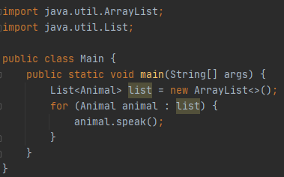 import java.util.ArrayList;
import java.util.List;
public class Main {
public static void main(String[] args) {
List<Animal> list = new ArrayList<>();
for (Animal animal : list) {
animal.speak();
}
}
}